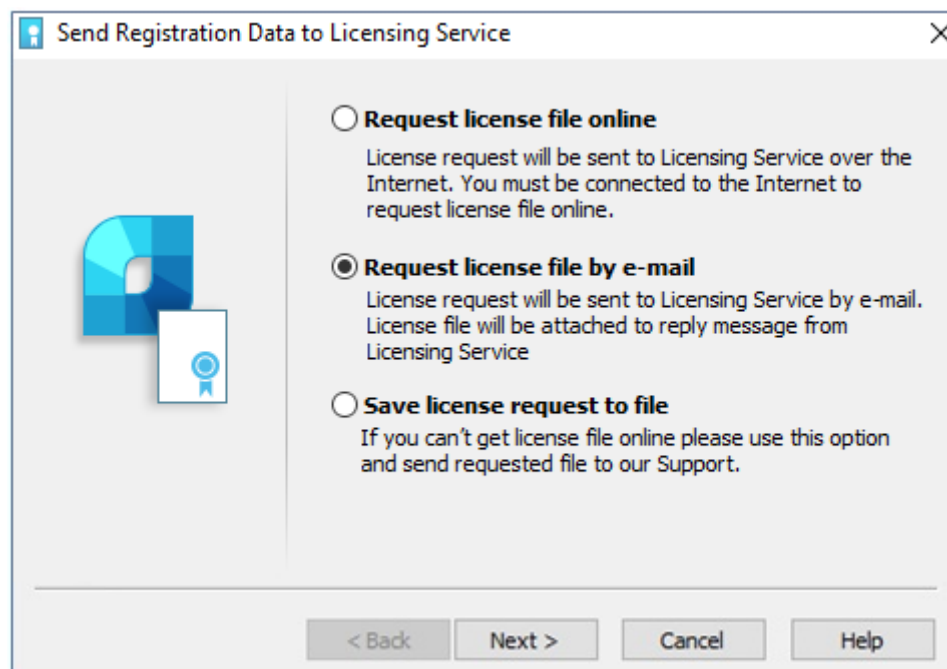 Send Registration Data to Licensing Service
Request license file online
License request will be sent to Licensing Service over the
Internet. You must be connected to the Internet to
request license file online.
Request license file by e-mail
License request will be sent to Licensing Service by e-mail.
License file will be attached to reply message from
Licensing Service
Save license request to file
If you can't get license file online please use this option
and send requested file to our Support.
< Back Next > Cancel Help